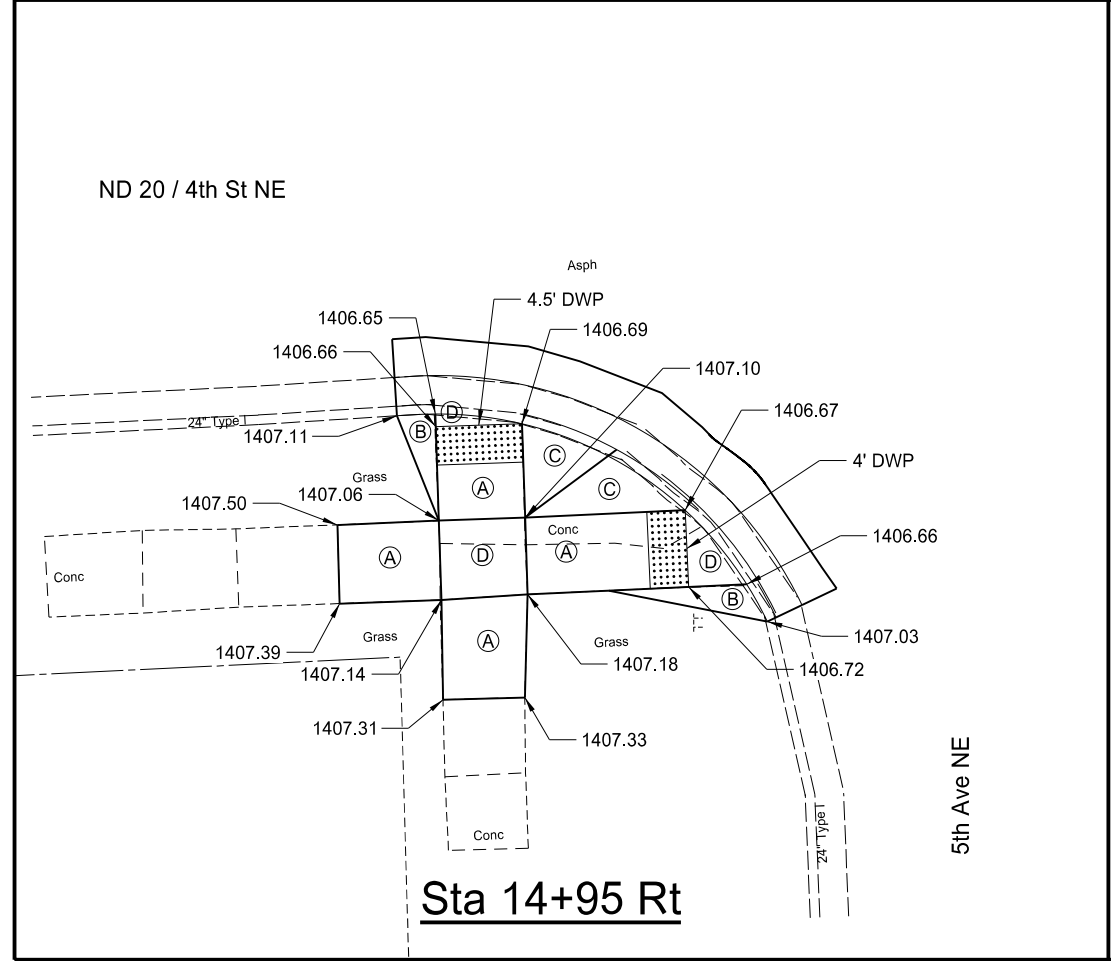 ND 20 / 4th St NE
Asph
4.5' DWP
1406.65
1406.69
1406.66
1407.10
1406.67
D
24" Type I
B
1407.11
C
4' DWP
Grass
A
C
1407.50
1407.06
Conc
1406.66
A
D
A
D
Conc
B
Grass
A
Grass
1407.03
1407.39
1407.14
1407.18
1406.72
1407.31
1407.33
5th Ave NE
24" Type I
Conc
Sta 14+95 Rt